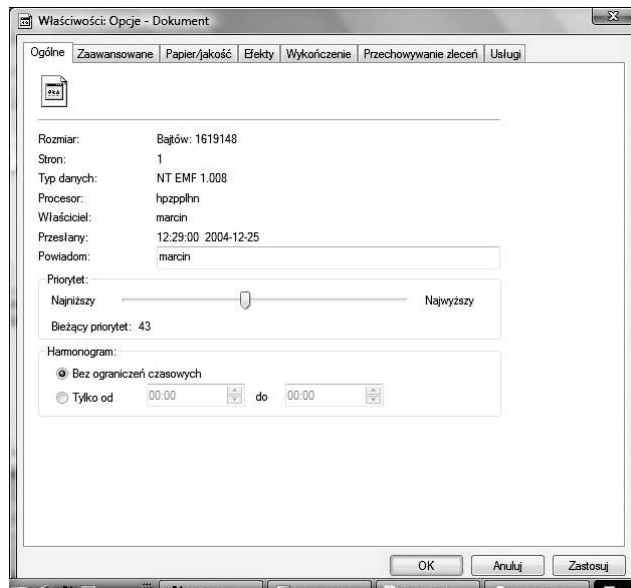 Właściwości: Opcje - Dokument
Ogólne Zaawansowane Papier/jakość Efekty Wykończenie Przechowywanie zleceń Usługi
Rozmiar: Bajtów: 1619148
Stron: 1
Typ danych: NT EMF 1.008
Procesor: hpzpplhn
Właściciel: marcin
Przesłany: 12:29:00 2004-12-25
Powiadom: marcin
Priorytet:
Najniższy Najwyższy
Bieżący priorytet: 43
Harmonogram:
Bez ograniczeń czasowych
Tylko od 00:00 do 00:00
OK Anuluj Zastosuj